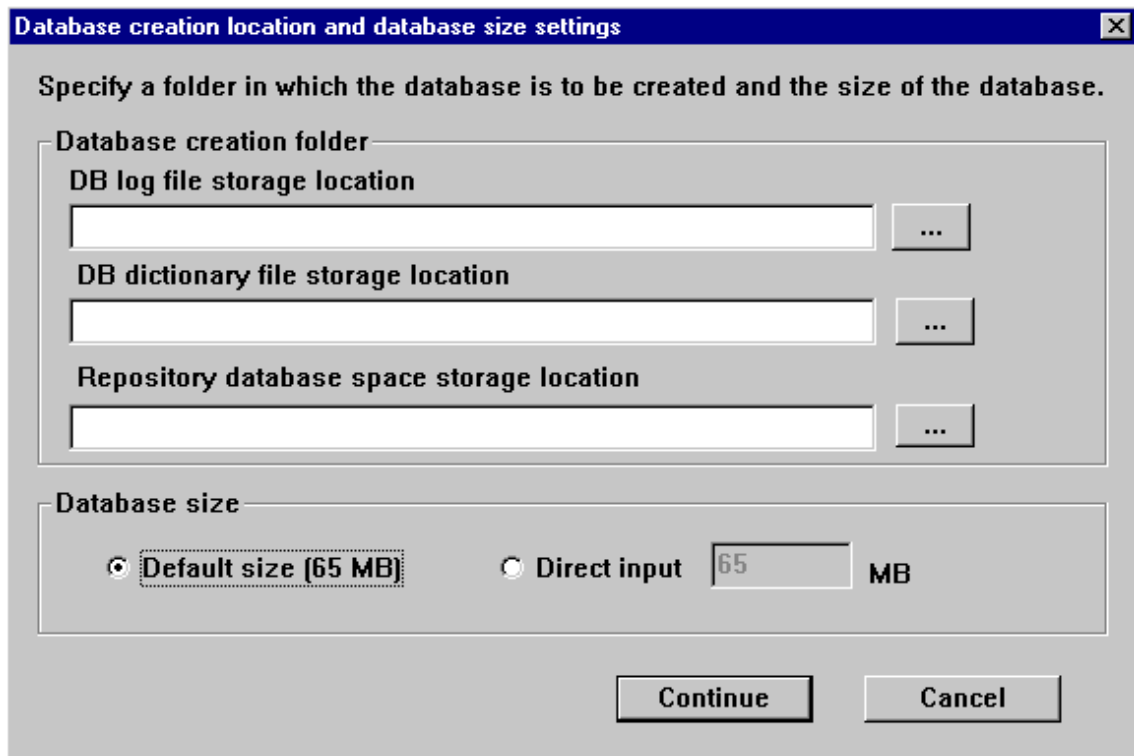 Database creation location and database size settings
Specify a folder in which the database is to be created and the size of the database.
Database creation folder
DB log file storage location
...
DB dictionary file storage location
...
Repository database space storage location
...
Database size
Default size (65 MB) Direct input 65 MB
Continue Cancel